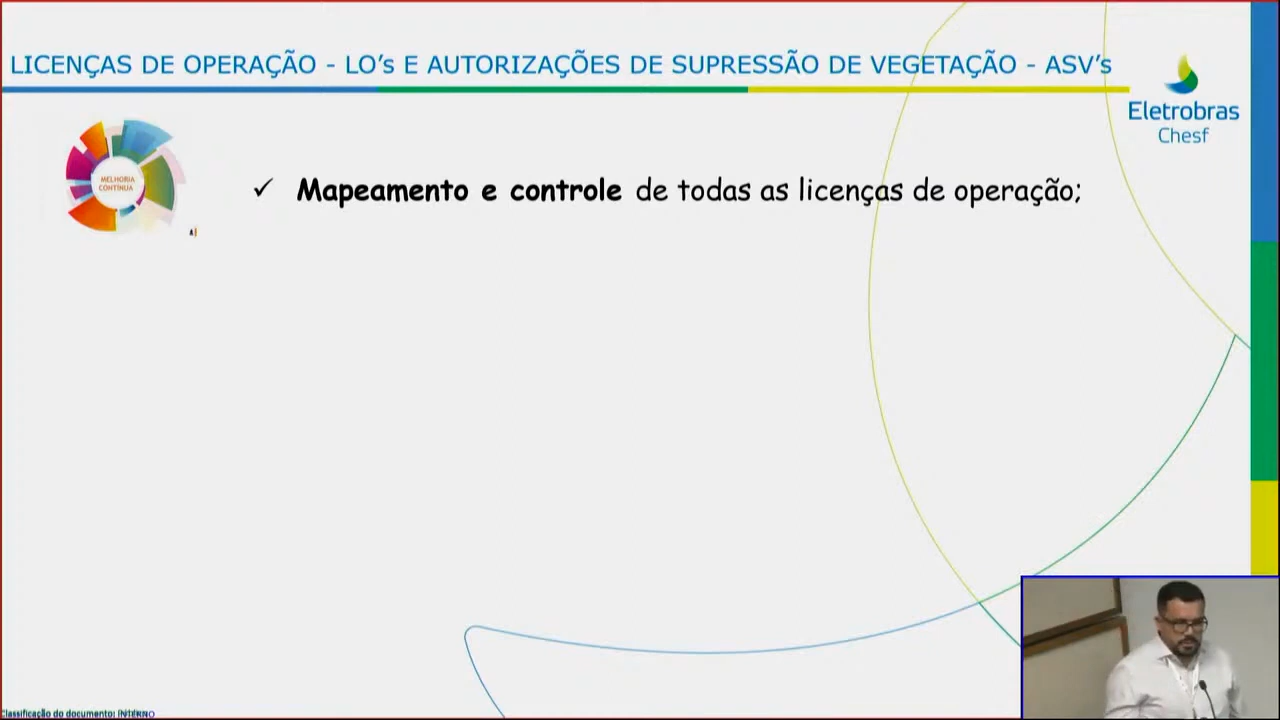 LICENÇAS DE OPERAÇÃO - LO's E AUTORIZAÇÕES DE SUPRESSÃO DE VEGETAÇÃO - ASV's
Eletrobras
Chesf
MELHORIA
CONTÍNUA
✓ Mapeamento e controle de todas as licenças de operação;
Classificação do documento: